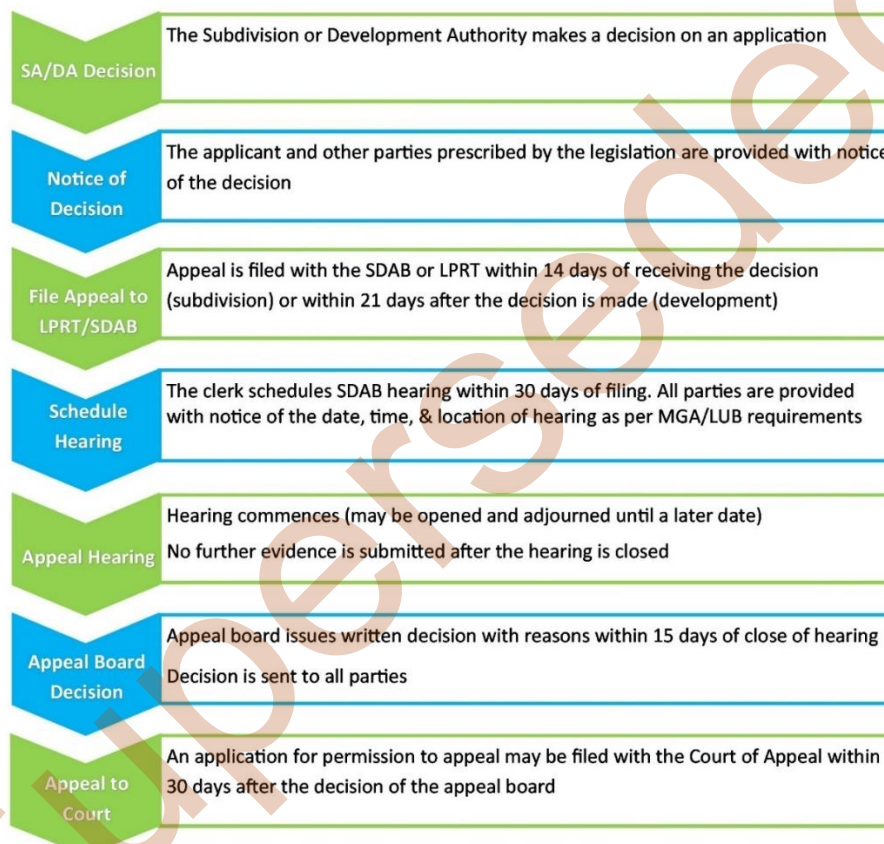 SA/DA Decision
The Subdivision or Development Authority makes a decision on an application
Notice of
Decision
The applicant and other parties prescribed by the legislation are provided with notice
of the decision
File Appeal to
LPRT/SDAB
Appeal is filed with the SDAB or LPRT within 14 days of receiving the decision
(subdivision) or within 21 days after the decision is made (development)
Schedule
Hearing
The clerk schedules SDAB hearing within 30 days of filing. All parties are provided
with notice of the date, time, & location of hearing as per MGA/LUB requirements
Appeal Hearing
Hearing commences (may be opened and adjourned until a later date)
No further evidence is submitted after the hearing is closed
Appeal Board
Decision
Appeal board issues written decision with reasons within 15 days of close of hearing
Decision is sent to all parties
Appeal to
Court
An application for permission to appeal may be filed with the Court of Appeal within
30 days after the decision of the appeal board
Superseded